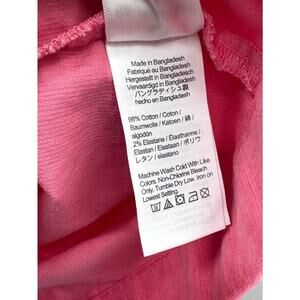 Made in Bangladesh
Fabriqué au Bangladesh
Hergestellt in Bangladesch
Vervaardigd in Bangladesh
バングラディシュ製
hecho en Bangladesh
98% Cotton / Coton /
Baumwolle / Katoen / 綿 /
algodón
2% Elastane / Élasthanne /
Elastan / Elastaan / ポリウ
レタン / elastano
Machine Wash Cold With Like
Colors. Non-Chlorine Bleach
Only. Tumble Dry Low. Iron on
Lowest Setting.